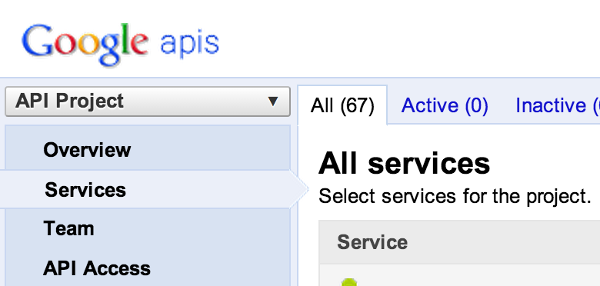 Google apis
API Project
All (67) Active (0) Inactive (
Overview
Services
Team
API Access
All services
Select services for the project.
Service